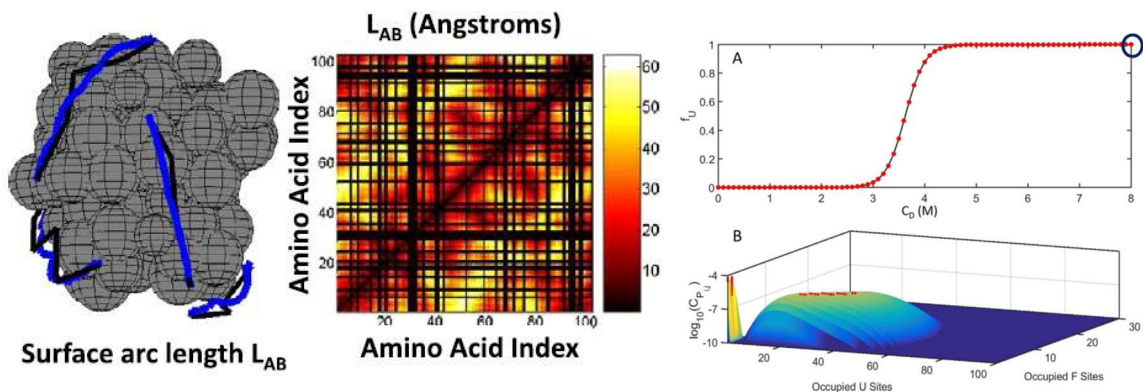 L_AB (Angstroms)
Amino Acid Index
100
80
60
40
20
20 40 60 80 100
60
50
40
30
20
10
Surface arc length L_AB
Amino Acid Index
A
f_U
1
0.8
0.6
0.4
0.2
0
0 1 2 3 4 5 6 7 8
C_D (M)
B
log_10(C_P_i,j)
-4
-7
-10
20 40 60 80 100
Occupied U Sites
10 20 30
Occupied F Sites